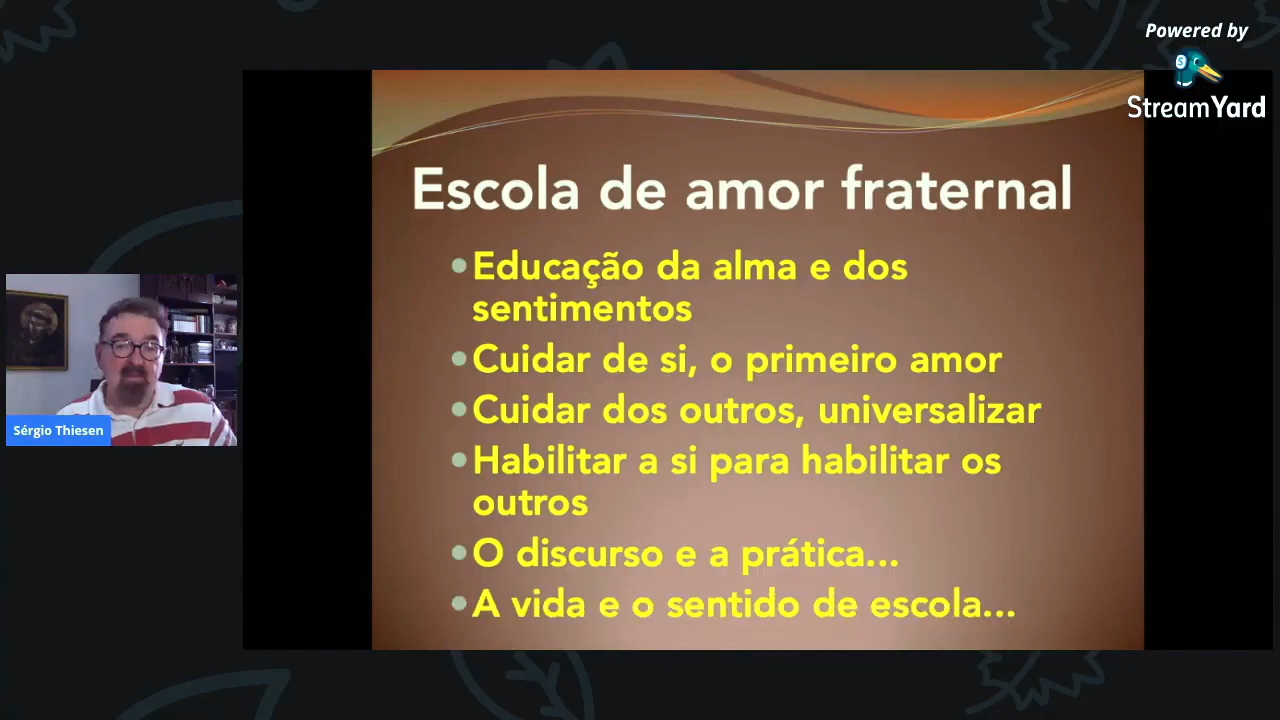 Powered by
StreamYard
Escola de amor fraternal
•Educação da alma e dos
sentimentos
•Cuidar de si, o primeiro amor
•Cuidar dos outros, universalizar
•Habilitar a si para habilitar os
outros
•O discurso e a prática...
•A vida e o sentido de escola...
Sérgio Thiesen